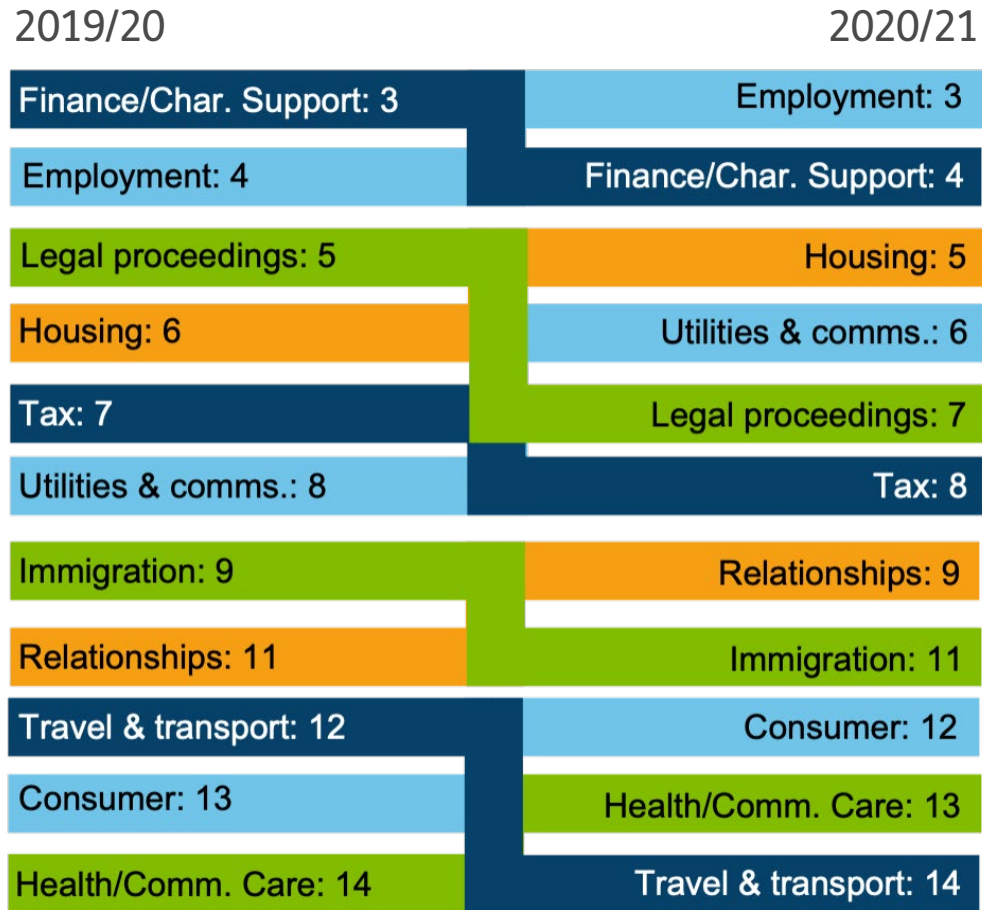 2019/20 2020/21
Finance/Char. Support: 3 Employment: 3
Employment: 4 Finance/Char. Support: 4
Legal proceedings: 5 Housing: 5
Housing: 6 Utilities & comms.: 6
Tax: 7 Legal proceedings: 7
Utilities & comms.: 8 Tax: 8
Immigration: 9 Relationships: 9
Relationships: 11 Immigration: 11
Travel & transport: 12 Consumer: 12
Consumer: 13 Health/Comm. Care: 13
Health/Comm. Care: 14 Travel & transport: 14